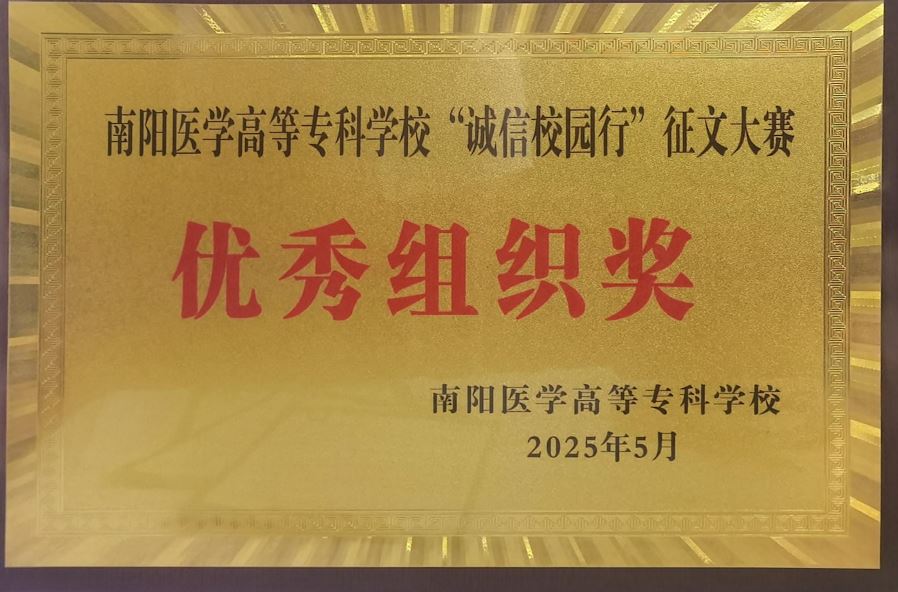 南阳医学高等专科学校“诚信校园行”征文大赛
优秀组织奖
南阳医学高等专科学校
2025年5月